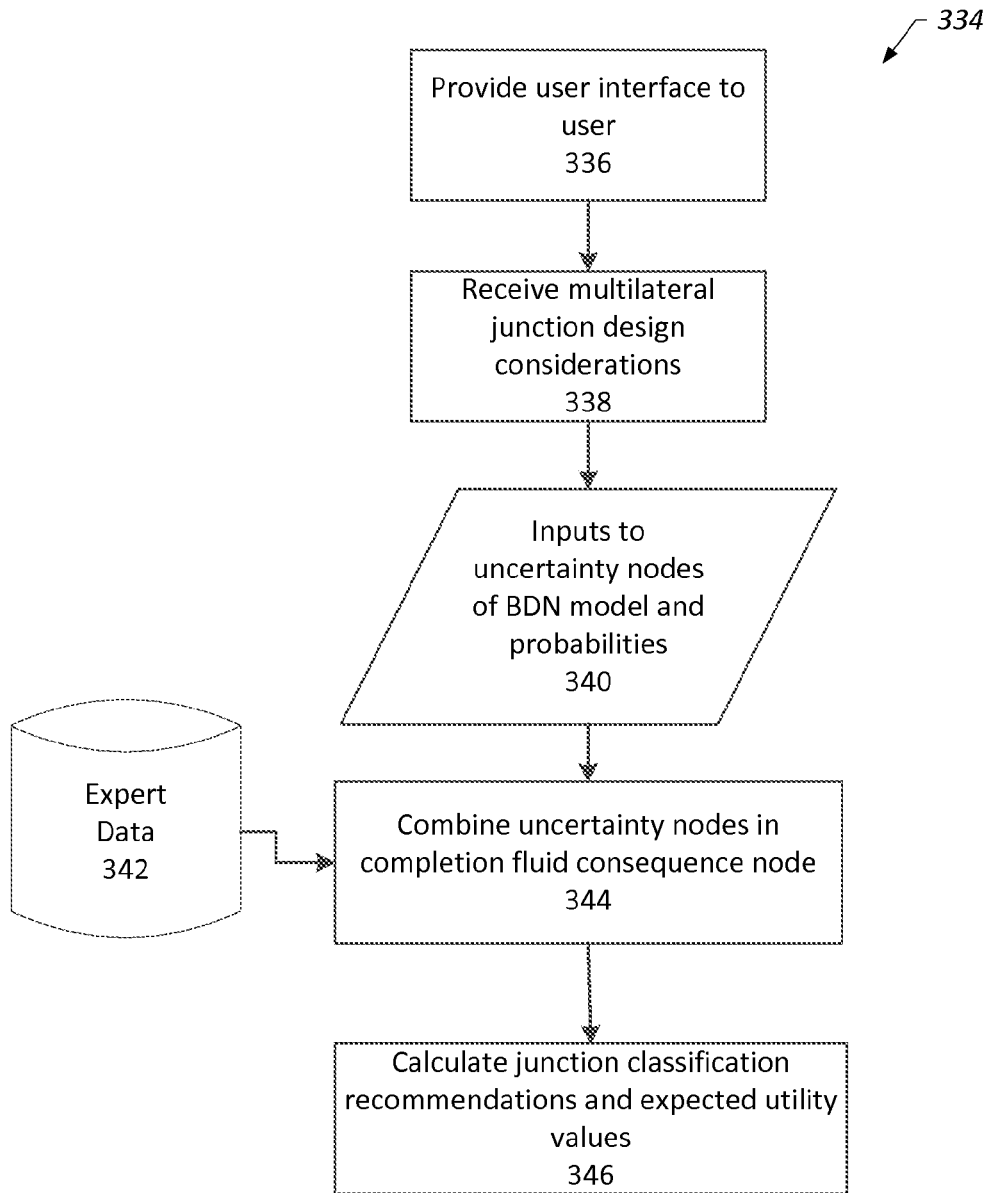 334
Provide user interface to
user
336
Receive multilateral
junction design
considerations
338
Inputs to
uncertainty nodes
of BDN model and
probabilities
340
Expert
Data
342
Combine uncertainty nodes in
completion fluid consequence node
344
Calculate junction classification
recommendations and expected utility
values
346